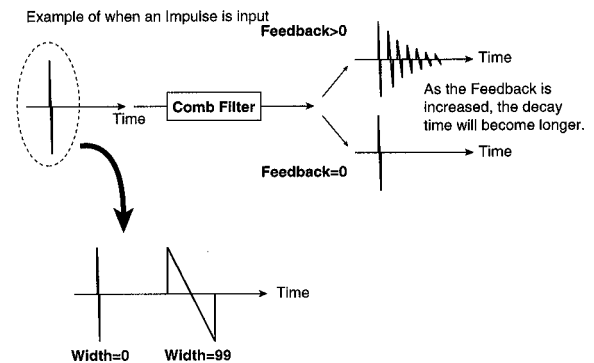 Example of when an Impulse is input
Feedback>0
Time
Time
Comb Filter
As the Feedback is
increased, the decay
time will become longer.
Time
Feedback=0
Time
Width=0
Width=99